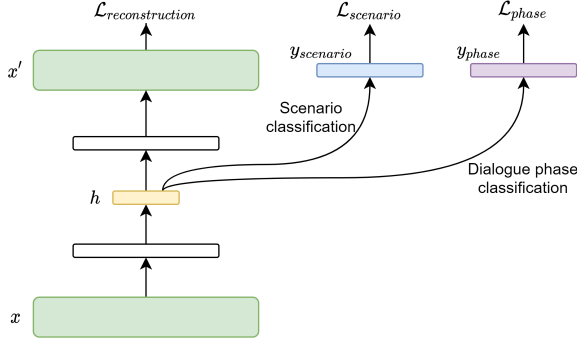 ℒ_reconstruction
ℒ_scenario
ℒ_phase
x′
y_scenario
y_phase
Scenario
classification
Dialogue phase
classification
h
x